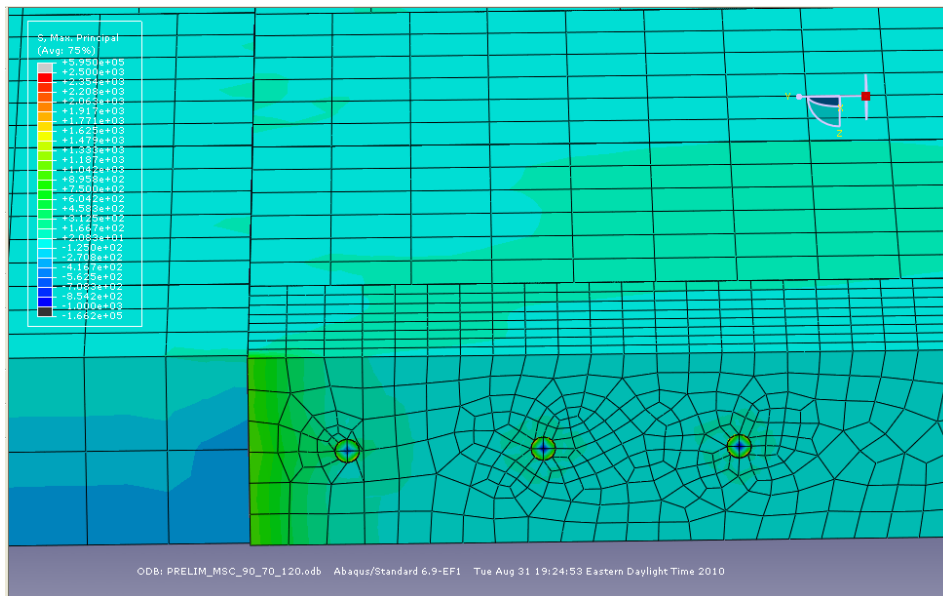 S, Max. Principal
(Avg: 75%)
+5.950e+05
+2.500e+03
+2.354e+03
+2.208e+03
+2.063e+03
+1.917e+03
+1.771e+03
+1.625e+03
+1.479e+03
+1.333e+03
+1.187e+03
+1.042e+03
+8.958e+02
+7.500e+02
+6.042e+02
+4.583e+02
+3.125e+02
+1.667e+02
+2.083e+01
-1.250e+02
-2.708e+02
-4.167e+02
-5.625e+02
-7.083e+02
-8.542e+02
-1.000e+03
-1.662e+05
Y
X
Z
ODB: PRELIM_MSC_90_70_120.odb Abaqus/Standard 6.9-EF1 Tue Aug 31 19:24:53 Eastern Daylight Time 2010